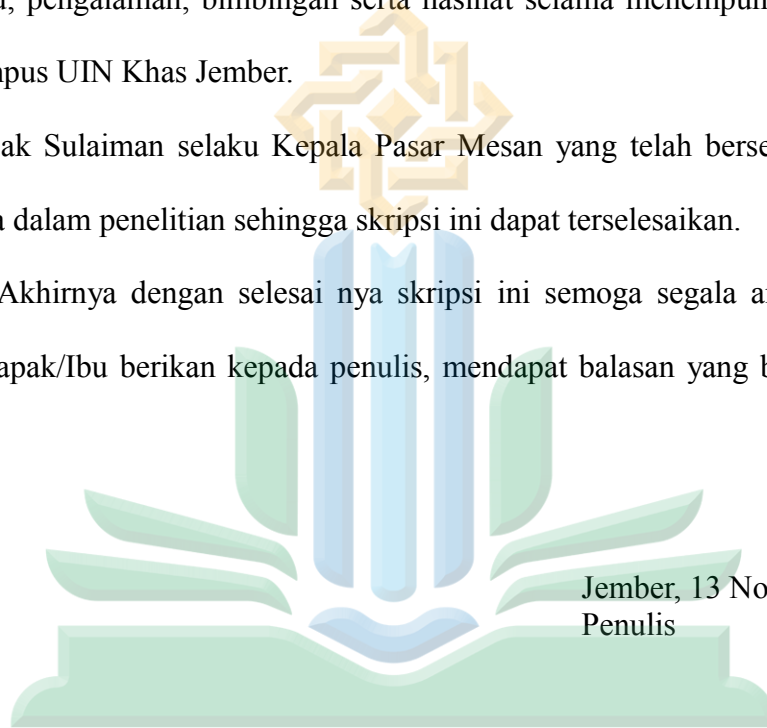 pengalaman, bimbingan serta nasihat selama menempun
UIN Khas Jember.
ak Sulaiman selaku Kepala Pasar Mesan yang telah berse
a dalam penelitian sehingga skripsi ini dapat terselesaikan.
Akhirnya dengan selesai nya skripsi ini semoga segala a
apak/Ibu berikan kepada penulis, mendapat balasan yang b
Jember, 13 No
Penulis